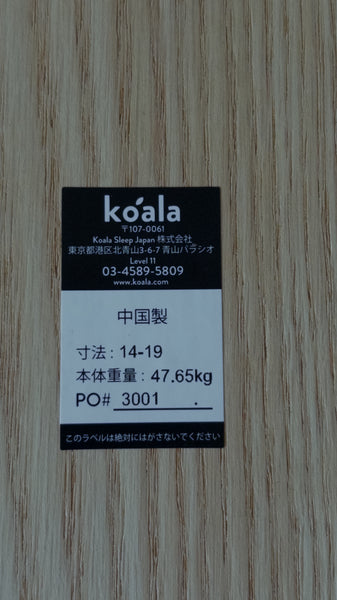 koala
〒107-0061
Koala Sleep Japan 株式会社
東京都港区北青山3-6-7 青山パラシオ
Level 11
03-4589-5809
www.koala.com
中国製
寸法 : 14-19
本体重量 : 47.65kg
PO# 3001 .
このラベルは絶対にはがさないでください